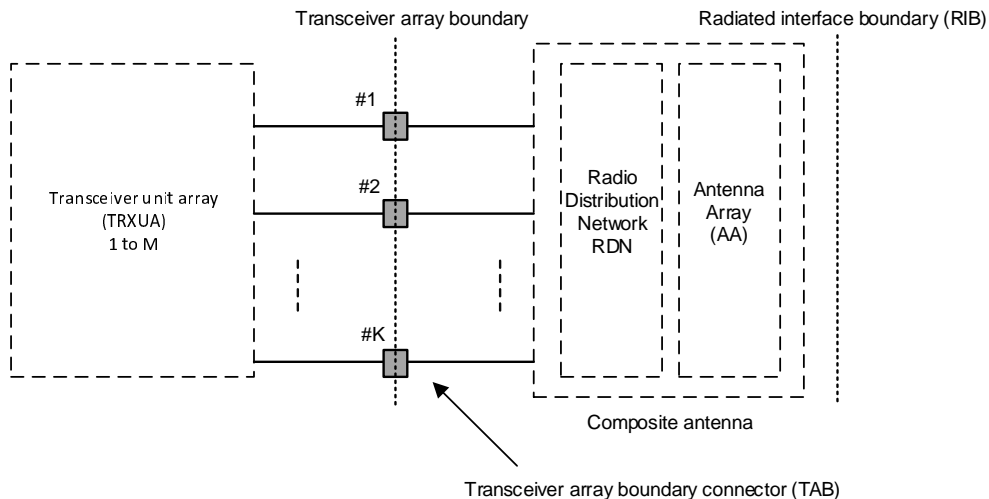 Transceiver array boundary
Radiated interface boundary (RIB)
#1
#2
#K
Transceiver unit array
(TRXUA)
1 to M
Radio
Distribution
Network
RDN
Antenna
Array
(AA)
Composite antenna
Transceiver array boundary connector (TAB)